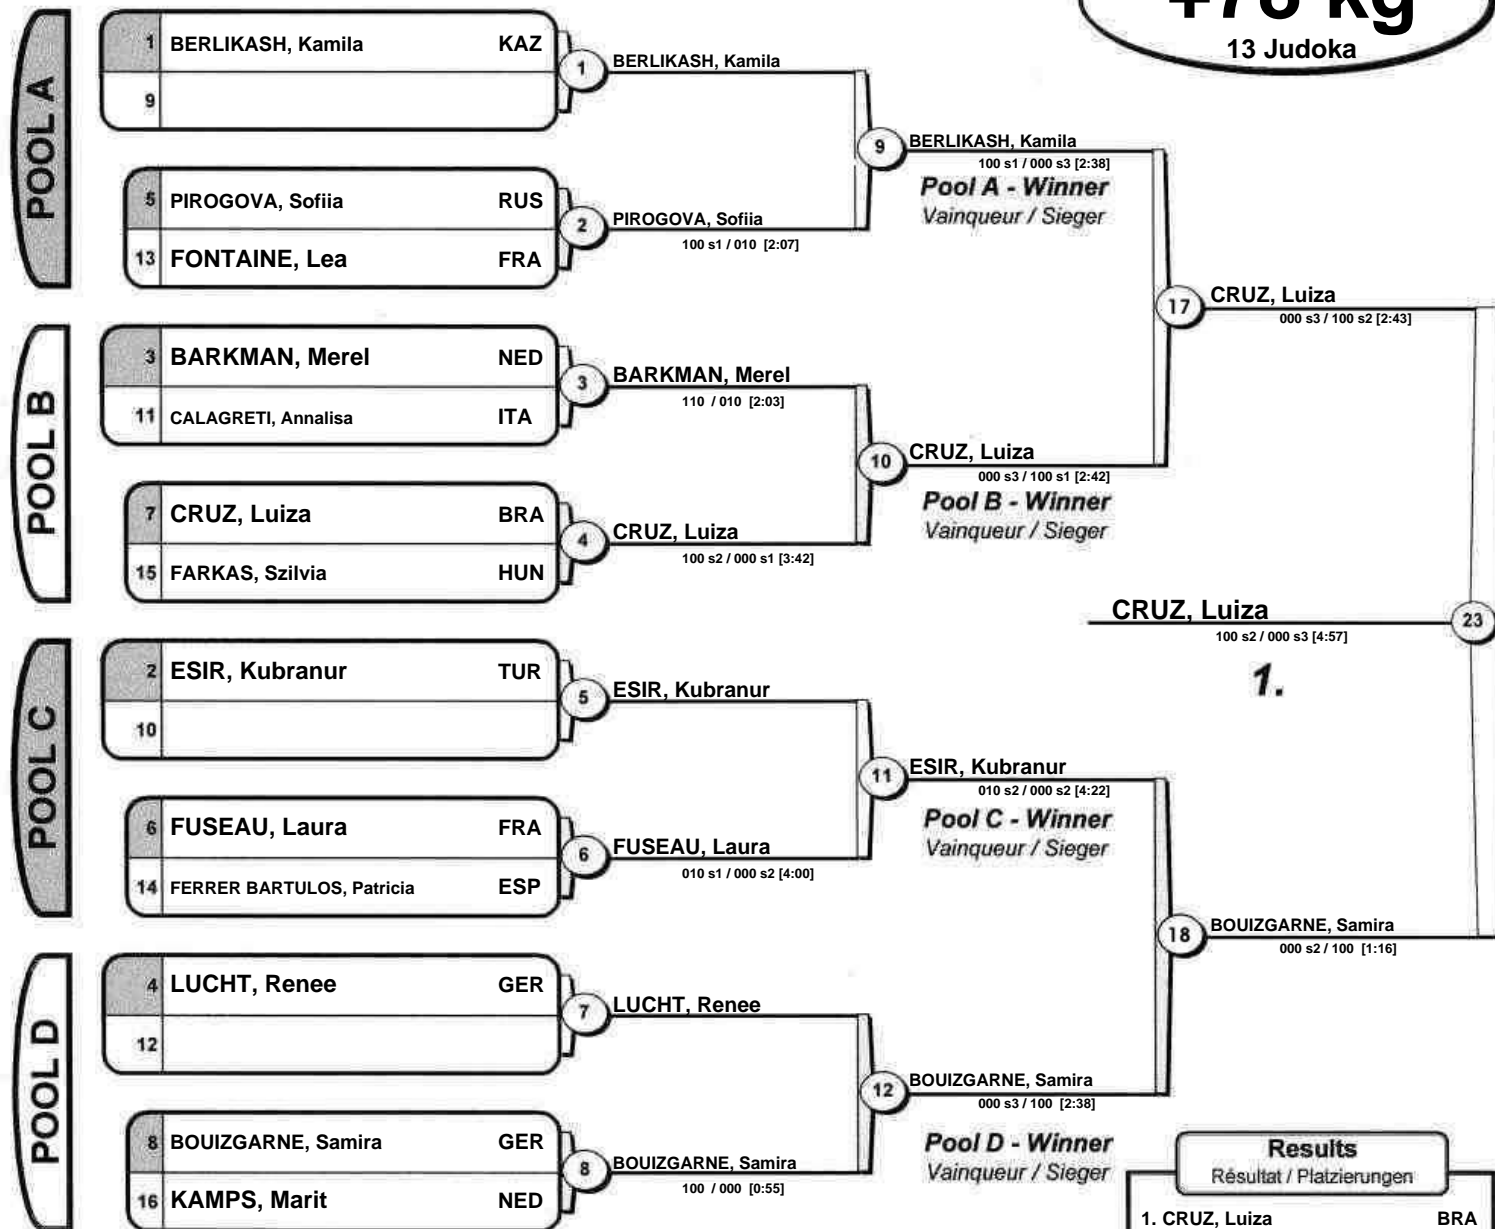 +78 kg
13 Judoka
POOL A
1 BERLIKASH, Kamila KAZ
9
1
BERLIKASH, Kamila
5 PIROGOVA, Sofiia RUS
13 FONTAINE, Lea FRA
2
PIROGOVA, Sofiia
100 s1 / 010 [2:07]
9
BERLIKASH, Kamila
100 s1 / 000 s3 [2:38]
Pool A - Winner
Vainqueur / Sieger
POOL B
3 BARKMAN, Merel NED
11 CALAGRETI, Annalisa ITA
3
BARKMAN, Merel
110 / 010 [2:03]
7 CRUZ, Luiza BRA
15 FARKAS, Szilvia HUN
4
CRUZ, Luiza
100 s2 / 000 s1 [3:42]
10
CRUZ, Luiza
000 s3 / 100 s1 [2:42]
Pool B - Winner
Vainqueur / Sieger
17
CRUZ, Luiza
000 s3 / 100 s2 [2:43]
CRUZ, Luiza
100 s2 / 000 s3 [4:57]
23
1.
POOL C
2 ESIR, Kubranur TUR
10
5
ESIR, Kubranur
6 FUSEAU, Laura FRA
14 FERRER BARTULOS, Patricia ESP
6
FUSEAU, Laura
010 s1 / 000 s2 [4:00]
11
ESIR, Kubranur
010 s2 / 000 s2 [4:22]
Pool C - Winner
Vainqueur / Sieger
POOL D
4 LUCHT, Renee GER
12
7
LUCHT, Renee
8 BOUIZGARNE, Samira GER
16 KAMPS, Marit NED
8
BOUIZGARNE, Samira
100 / 000 [0:55]
12
BOUIZGARNE, Samira
000 s3 / 100 [2:38]
Pool D - Winner
Vainqueur / Sieger
18
BOUIZGARNE, Samira
000 s2 / 100 [1:16]
Results
Résultat / Platzierungen
1. CRUZ, Luiza BRA